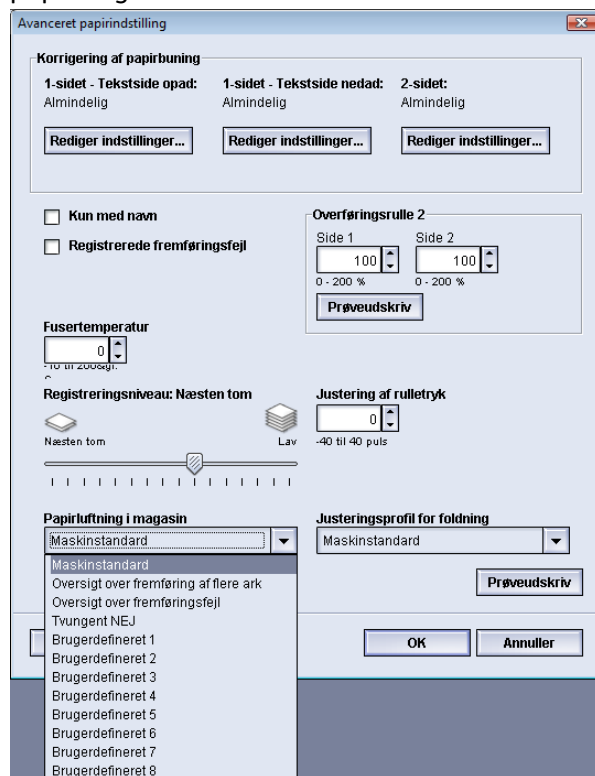 Avanceret papirindstilling
Korrigering af papirbuning
1-sidet - Tekstside opad: 1-sidet - Tekstside nedad: 2-sidet:
Almindelig Almindelig Almindelig
Rediger indstillinger... Rediger indstillinger... Rediger indstillinger...
Kun med navn
Registrerede fremføringsfejl
Overføringsrulle 2
Side 1 Side 2
100 100
0 - 200 % 0 - 200 %
Prøveudskriv
Fusertemperatur
0
Registreringsniveau: Næsten tom
Næsten tom Lav
Justering af rulletryk
0
-40 til 40 puls
Papirluftning i magasin
Maskinstandard
Justeringsprofil for foldning
Maskinstandard
Prøveudskriv
Maskinstandard
Oversigt over fremføring af flere ark
Oversigt over fremføringsfejl
Tvungent NEJ
Brugerdefineret 1
Brugerdefineret 2
Brugerdefineret 3
Brugerdefineret 4
Brugerdefineret 5
Brugerdefineret 6
Brugerdefineret 7
Brugerdefineret 8
OK Annuller